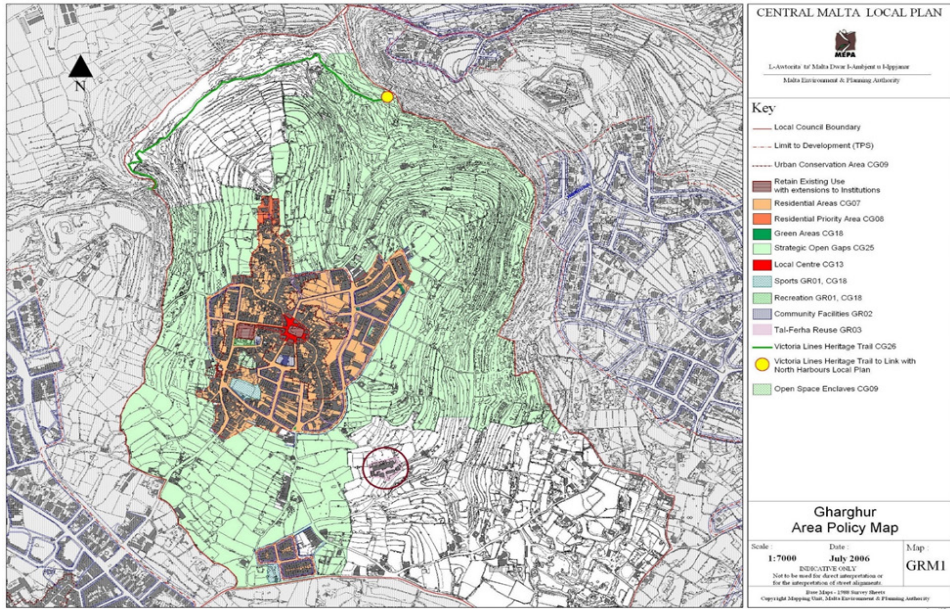 N
CENTRAL MALTA LOCAL PLAN
MEPA
L-Awtorita' ta' Malta Dwar l-Ambjent u l-Ippjanar
Malta Environment & Planning Authority
Key
Local Council Boundary
Limit to Development (TPS)
Urban Conservation Area CG09
Retain Existing Use
with extensions to Institutions
Residential Areas CG07
Residential Priority Area CG08
Green Areas CG18
Strategic Open Gaps CG25
Local Centre CG13
Sports GR01, CG18
Recreation GR01, CG18
Community Facilities GR02
Tal-Ferha Reuse GR03
Victoria Lines Heritage Trail CG26
Victoria Lines Heritage Trail to Link with
North Harbours Local Plan
Open Space Enclaves CG09
Gharghur
Area Policy Map
Scale :
1:7000
Date :
July 2006
Map :
GRM1
INDICATIVE ONLY
Not to be used for direct interpretation or
for the interpretation of street alignments
Base Maps - 1988 Survey Sheets
Copyright Mapping Unit, Malta Environment & Planning Authority